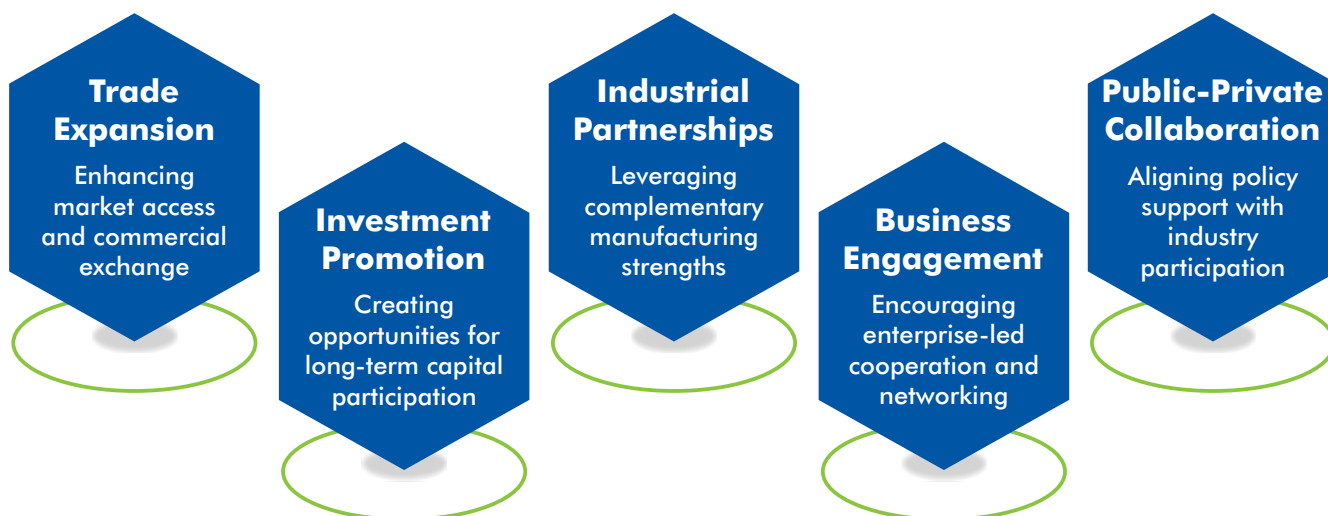 Trade
Expansion
Enhancing
market access
and commercial
exchange
Investment
Promotion
Creating
opportunities for
long-term capital
participation
Industrial
Partnerships
Leveraging
complementary
manufacturing
strengths
Business
Engagement
Encouraging
enterprise-led
cooperation and
networking
Public-Private
Collaboration
Aligning policy
support with
industry
participation